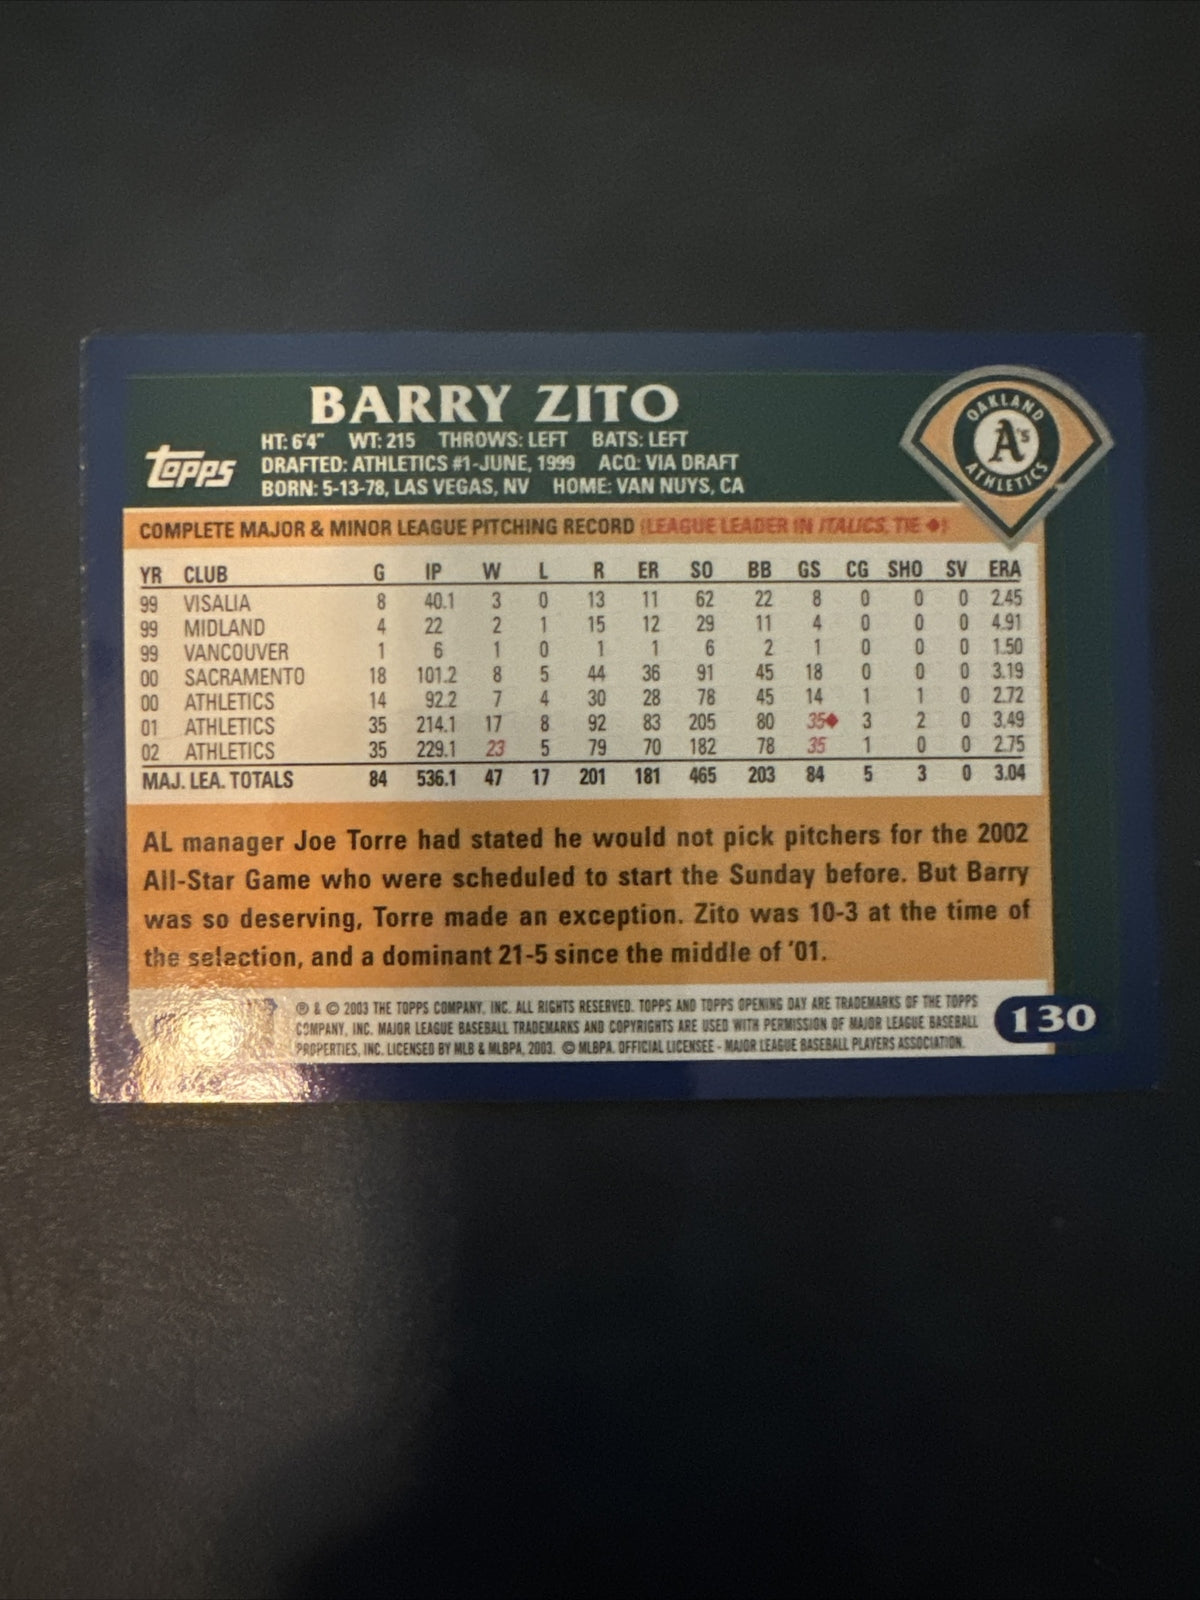 BARRY ZITO
topps
HT: 6'4" WT: 215 THROWS: LEFT BATS: LEFT
DRAFTED: ATHLETICS #1-JUNE, 1999 ACQ: VIA DRAFT
BORN: 5-13-78, LAS VEGAS, NV HOME: VAN NUYS, CA
OAKLAND
A's
ATHLETICS
COMPLETE MAJOR & MINOR LEAGUE PITCHING RECORD (LEAGUE LEADER IN ITALICS, TIE ♦)
YR CLUB G IP W L R ER SO BB GS CG SHO SV ERA
99 VISALIA 8 40.1 3 0 13 11 62 22 8 0 0 0 2.45
99 MIDLAND 4 22 2 1 15 12 29 11 4 0 0 0 4.91
99 VANCOUVER 1 6 1 0 1 1 6 2 1 0 0 0 1.50
00 SACRAMENTO 18 101.2 8 5 44 36 91 45 18 0 0 0 3.19
00 ATHLETICS 14 92.2 7 4 30 28 78 45 14 1 1 0 2.72
01 ATHLETICS 35 214.1 17 8 92 83 205 80 35♦ 3 2 0 3.49
02 ATHLETICS 35 229.1 23 5 79 70 182 78 35 1 0 0 2.75
MAJ. LEA. TOTALS 84 536.1 47 17 201 181 465 203 84 5 3 0 3.04
AL manager Joe Torre had stated he would not pick pitchers for the 2002
All-Star Game who were scheduled to start the Sunday before. But Barry
was so deserving, Torre made an exception. Zito was 10-3 at the time of
the selection, and a dominant 21-5 since the middle of '01.
® & © 2003 THE TOPPS COMPANY, INC. ALL RIGHTS RESERVED. TOPPS AND TOPPS OPENING DAY ARE TRADEMARKS OF THE TOPPS
COMPANY, INC. MAJOR LEAGUE BASEBALL TRADEMARKS AND COPYRIGHTS ARE USED WITH PERMISSION OF MAJOR LEAGUE BASEBALL
PROPERTIES, INC. LICENSED BY MLB & MLBPA, 2003. © MLBPA. OFFICIAL LICENSEE - MAJOR LEAGUE BASEBALL PLAYERS ASSOCIATION.
130